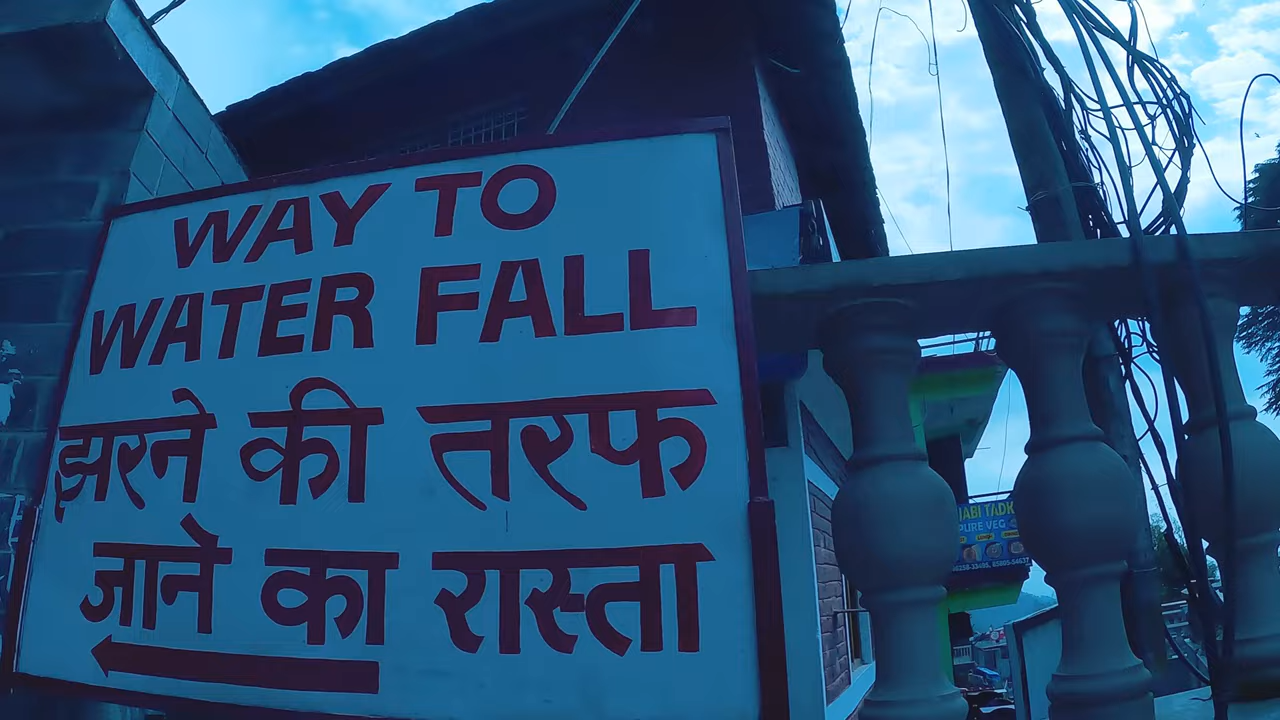 WAY TO
WATER FALL
झरने की तरफ
जाने का रास्ता
PURE VEG